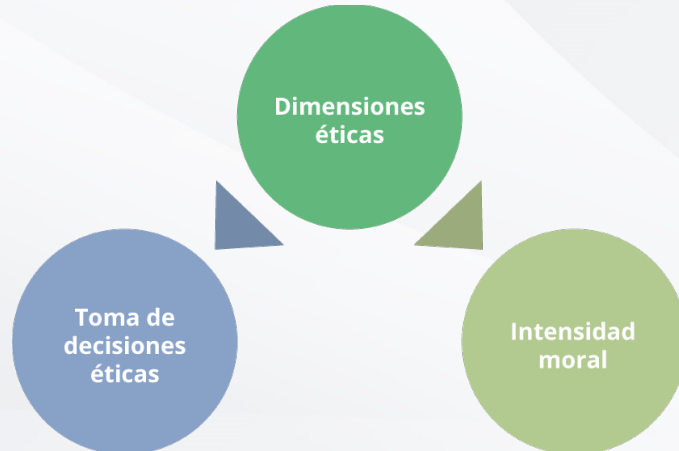 Dimensiones
éticas
Toma de
decisiones
éticas
Intensidad
moral